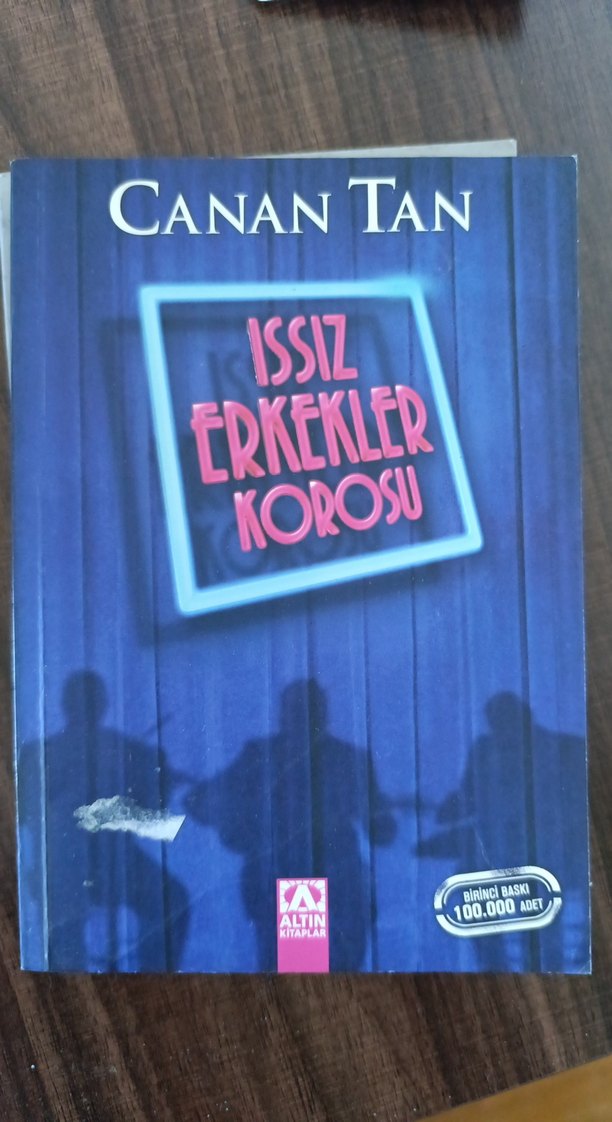 CANAN TAN
ISSIZ
ERKEKLER
KOROSU
ALTIN
KİTAPLAR
BİRİNCİ BASKI
100.000 ADET